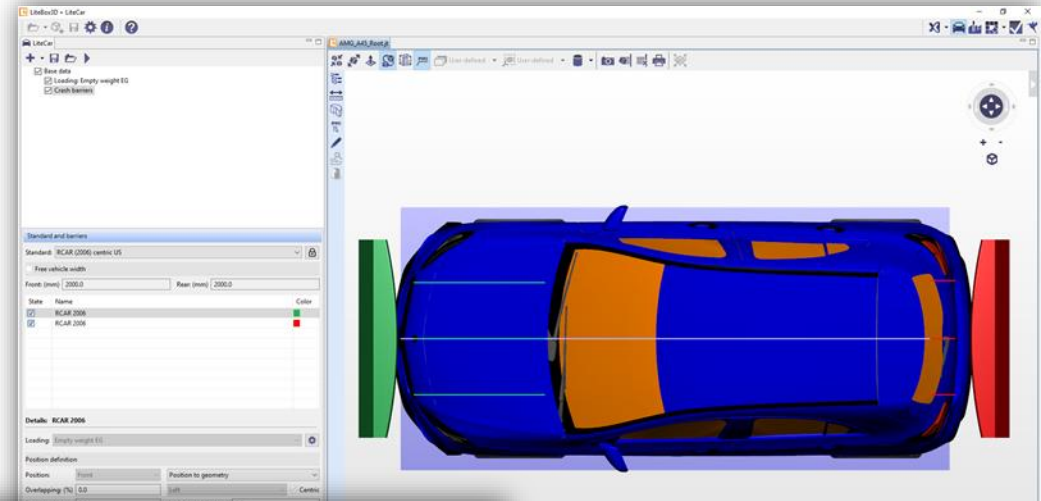 LiteBox3D - LiteCar
LiteCar
AMG_A45_Root.jt
User-defined
User-defined
Base data
Loading: Empty weight EG
Crash barriers
Standard and barriers
Standard: RCAR (2006) centric US
Free vehicle width
Front: (mm) 2000.0 Rear: (mm) 2000.0
State Name Color
RCAR 2006
RCAR 2006
Details: RCAR 2006
Loading: Empty weight EG
Position definition
Position: Front Position to geometry
Overlapping: (%) 0.0 Left Centric